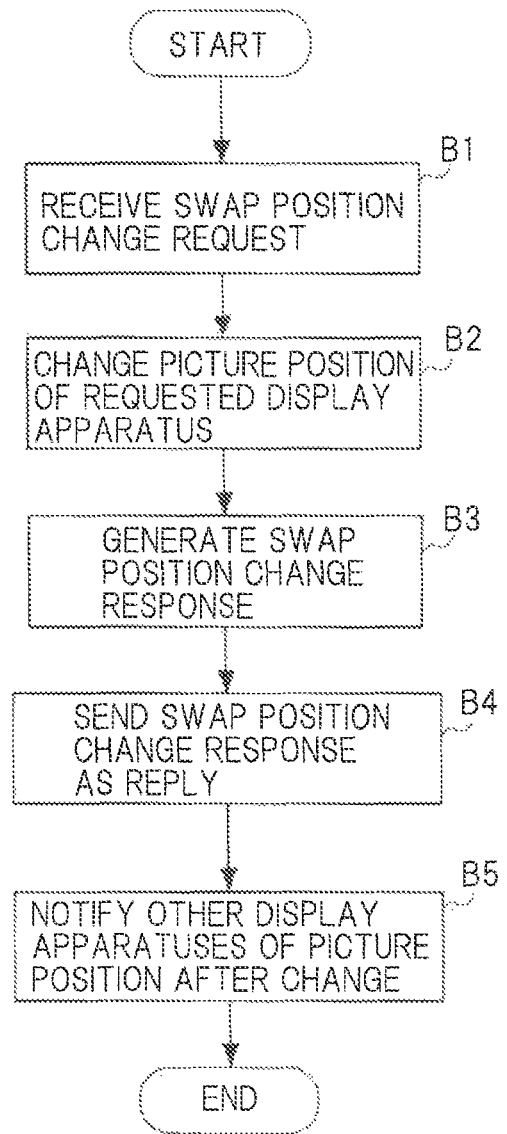 START
B1
RECEIVE SWAP POSITION
CHANGE REQUEST
B2
CHANGE PICTURE POSITION
OF REQUESTED DISPLAY
APPARATUS
B3
GENERATE SWAP
POSITION CHANGE
RESPONSE
B4
SEND SWAP POSITION
CHANGE RESPONSE
AS REPLY
B5
NOTIFY OTHER DISPLAY
APPARATUSES OF PICTURE
POSITION AFTER CHANGE
END